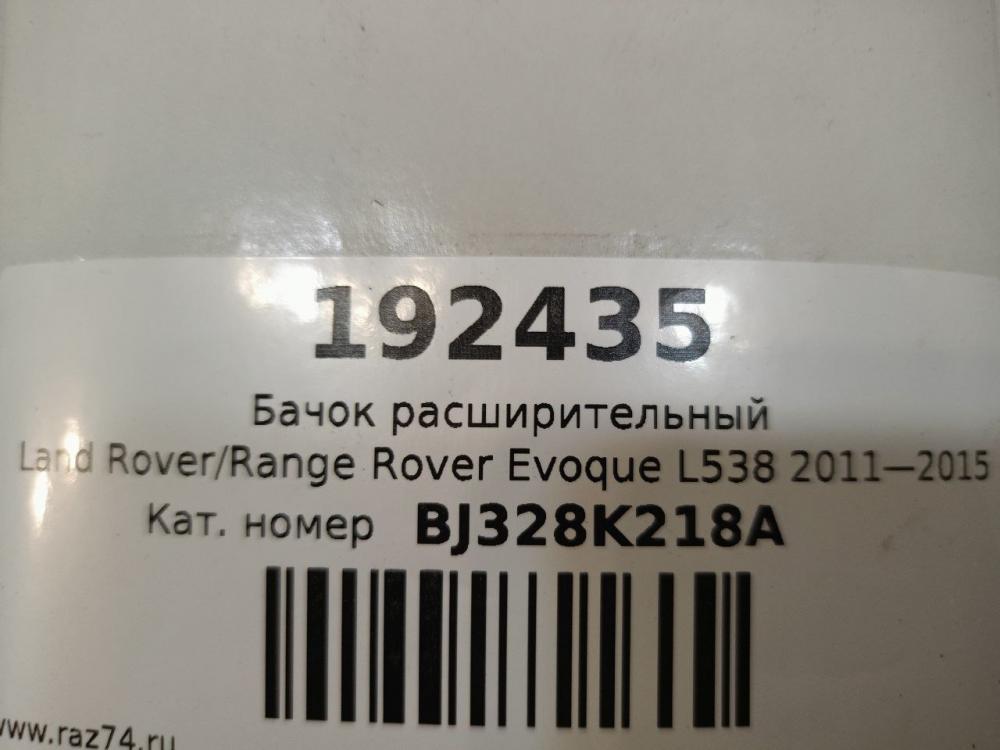 192435
Бачок расширительный
Land Rover/Range Rover Evoque L538 2011—2015
Кат. номер BJ328K218A
www.raz74.ru